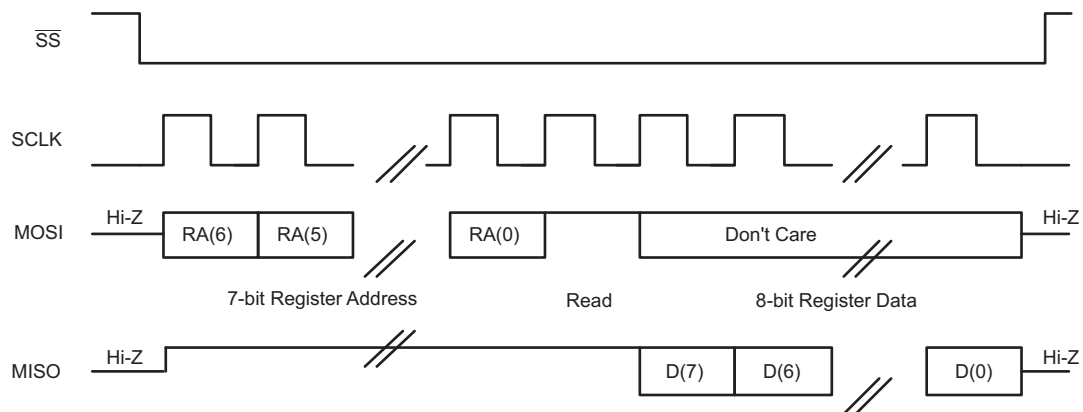 SS
SCLK
MOSI Hi-Z RA(6) RA(5) RA(0) Don't Care Hi-Z
7-bit Register Address Read 8-bit Register Data
MISO Hi-Z D(7) D(6) D(0) Hi-Z